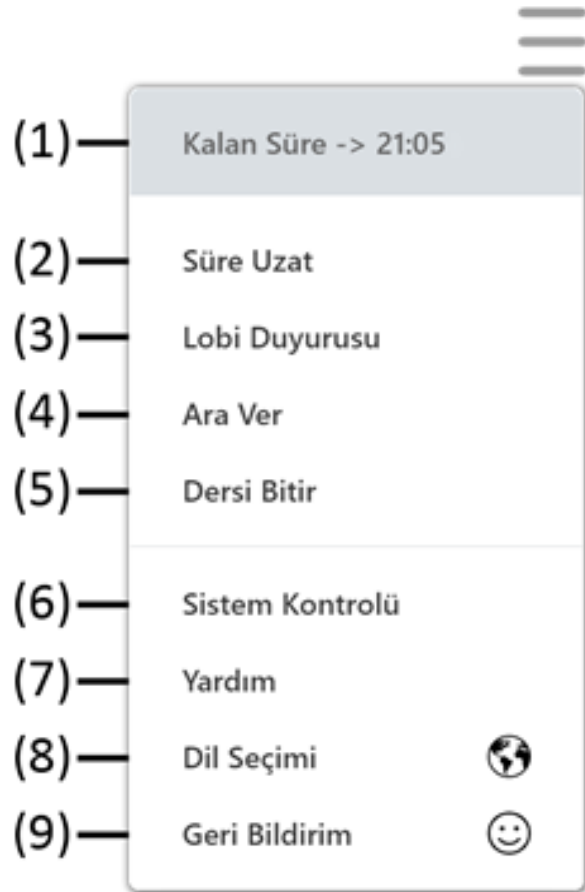 (1) Kalan Süre -> 21:05
(2) Süre Uzat
(3) Lobi Duyurusu
(4) Ara Ver
(5) Dersi Bitir
(6) Sistem Kontrolü
(7) Yardım
(8) Dil Seçimi
(9) Geri Bildirim